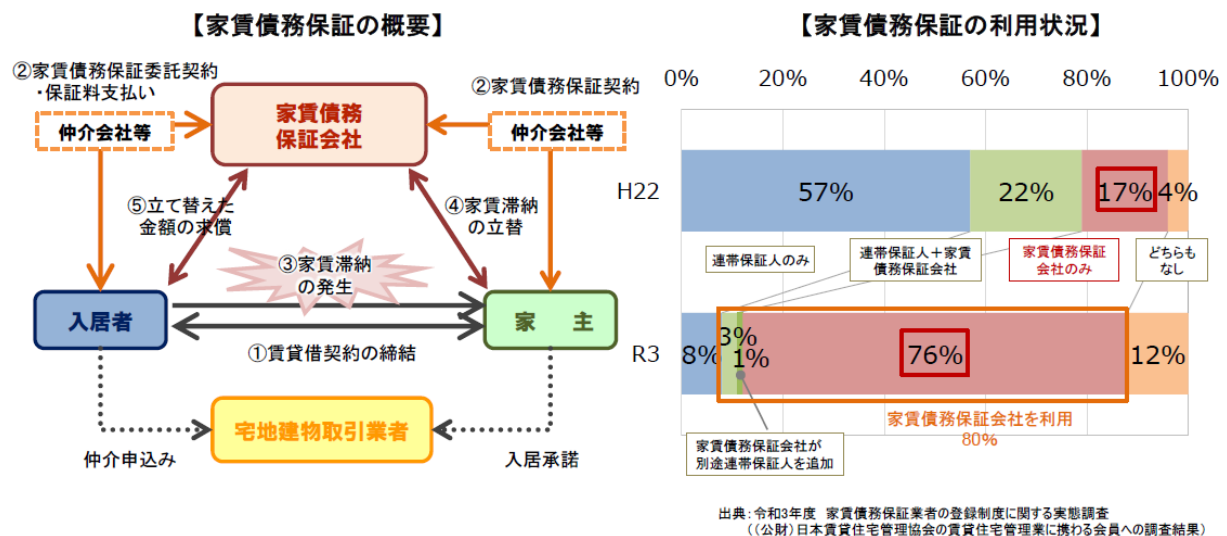 【家賃債務保証の概要】
②家賃債務保証委託契約
・保証料支払い
家賃債務
保証会社
②家賃債務保証契約
仲介会社等
仲介会社等
⑤立て替えた
金額の求償
④家賃滞納
の立替
③家賃滞納
の発生
入居者
家　主
①賃貸借契約の締結
宅地建物取引業者
仲介申込み
入居承諾
【家賃債務保証の利用状況】
0%
20%
40%
60%
80%
100%
H22
57%
22%
17%
4%
連帯保証人のみ
連帯保証人＋家賃
債務保証会社
家賃債務保証
会社のみ
どちらも
なし
R3
8%
3%
1%
76%
12%
家賃債務保証会社を利用
80%
家賃債務保証会社が
別途連帯保証人を追加
出典：令和3年度　家賃債務保証業者の登録制度に関する実態調査
（（公財）日本賃貸住宅管理協会の賃貸住宅管理業に携わる会員への調査結果）